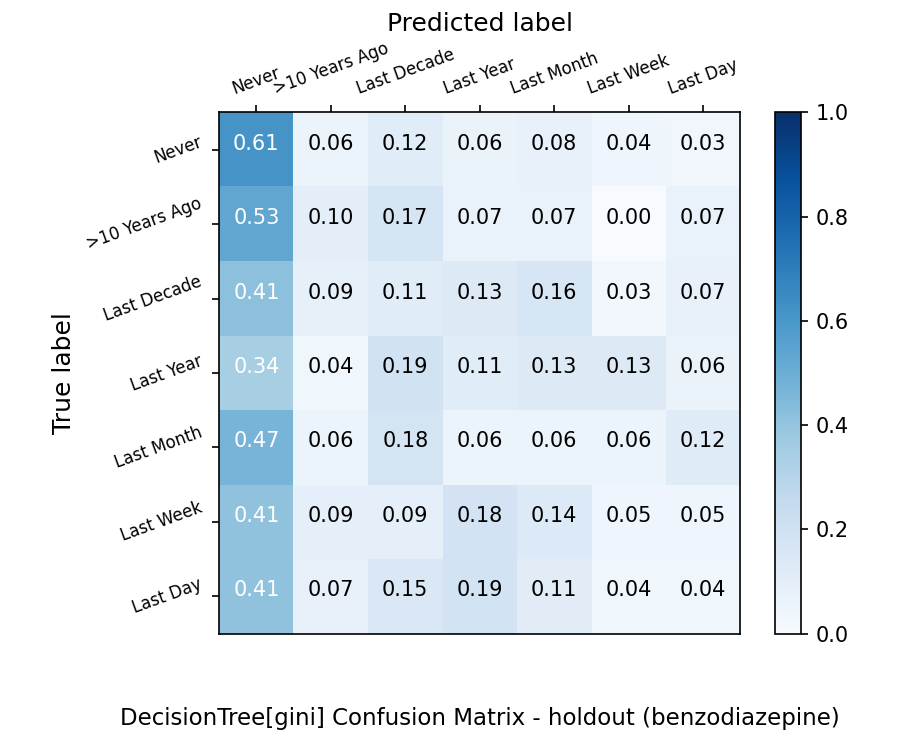 Predicted label
Never >10 Years Ago Last Decade Last Year Last Month Last Week Last Day
True label
Never 0.61 0.06 0.12 0.06 0.08 0.04 0.03
>10 Years Ago 0.53 0.10 0.17 0.07 0.07 0.00 0.07
Last Decade 0.41 0.09 0.11 0.13 0.16 0.03 0.07
Last Year 0.34 0.04 0.19 0.11 0.13 0.13 0.06
Last Month 0.47 0.06 0.18 0.06 0.06 0.06 0.12
Last Week 0.41 0.09 0.09 0.18 0.14 0.05 0.05
Last Day 0.41 0.07 0.15 0.19 0.11 0.04 0.04
1.0
0.8
0.6
0.4
0.2
0.0
DecisionTree[gini] Confusion Matrix - holdout (benzodiazepine)